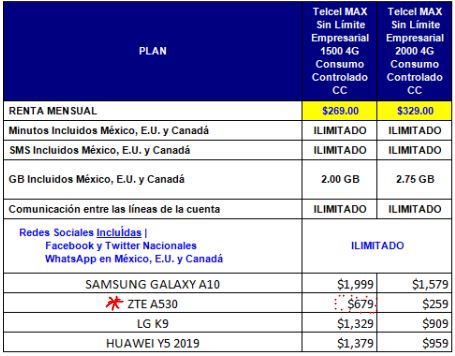 PLAN
Telcel MAX
Sin Límite
Empresarial
1500 4G
Consumo
Controlado
CC
Telcel MAX
Sin Límite
Empresarial
2000 4G
Consumo
Controlado
CC
RENTA MENSUAL $269.00 $329.00
Minutos Incluidos México, E.U. y Canadá ILIMITADO ILIMITADO
SMS Incluidos México, E.U. y Canadá ILIMITADO ILIMITADO
GB Incluidos México, E.U. y Canadá 2.00 GB 2.75 GB
Comunicación entre las líneas de la cuenta ILIMITADO ILIMITADO
Redes Sociales Incluídas |
Facebook y Twitter Nacionales ILIMITADO
WhatsApp en México, E.U. y Canadá
SAMSUNG GALAXY A10 $1,999 $1,579
ZTE A530 $679 $259
LG K9 $1,329 $909
HUAWEI Y5 2019 $1,379 $959